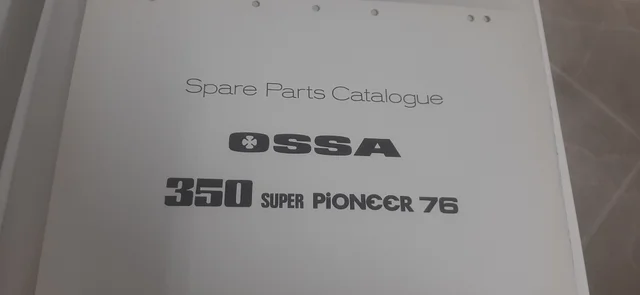 Spare Parts Catalogue
OSSA
350 SUPER PiONEER 76